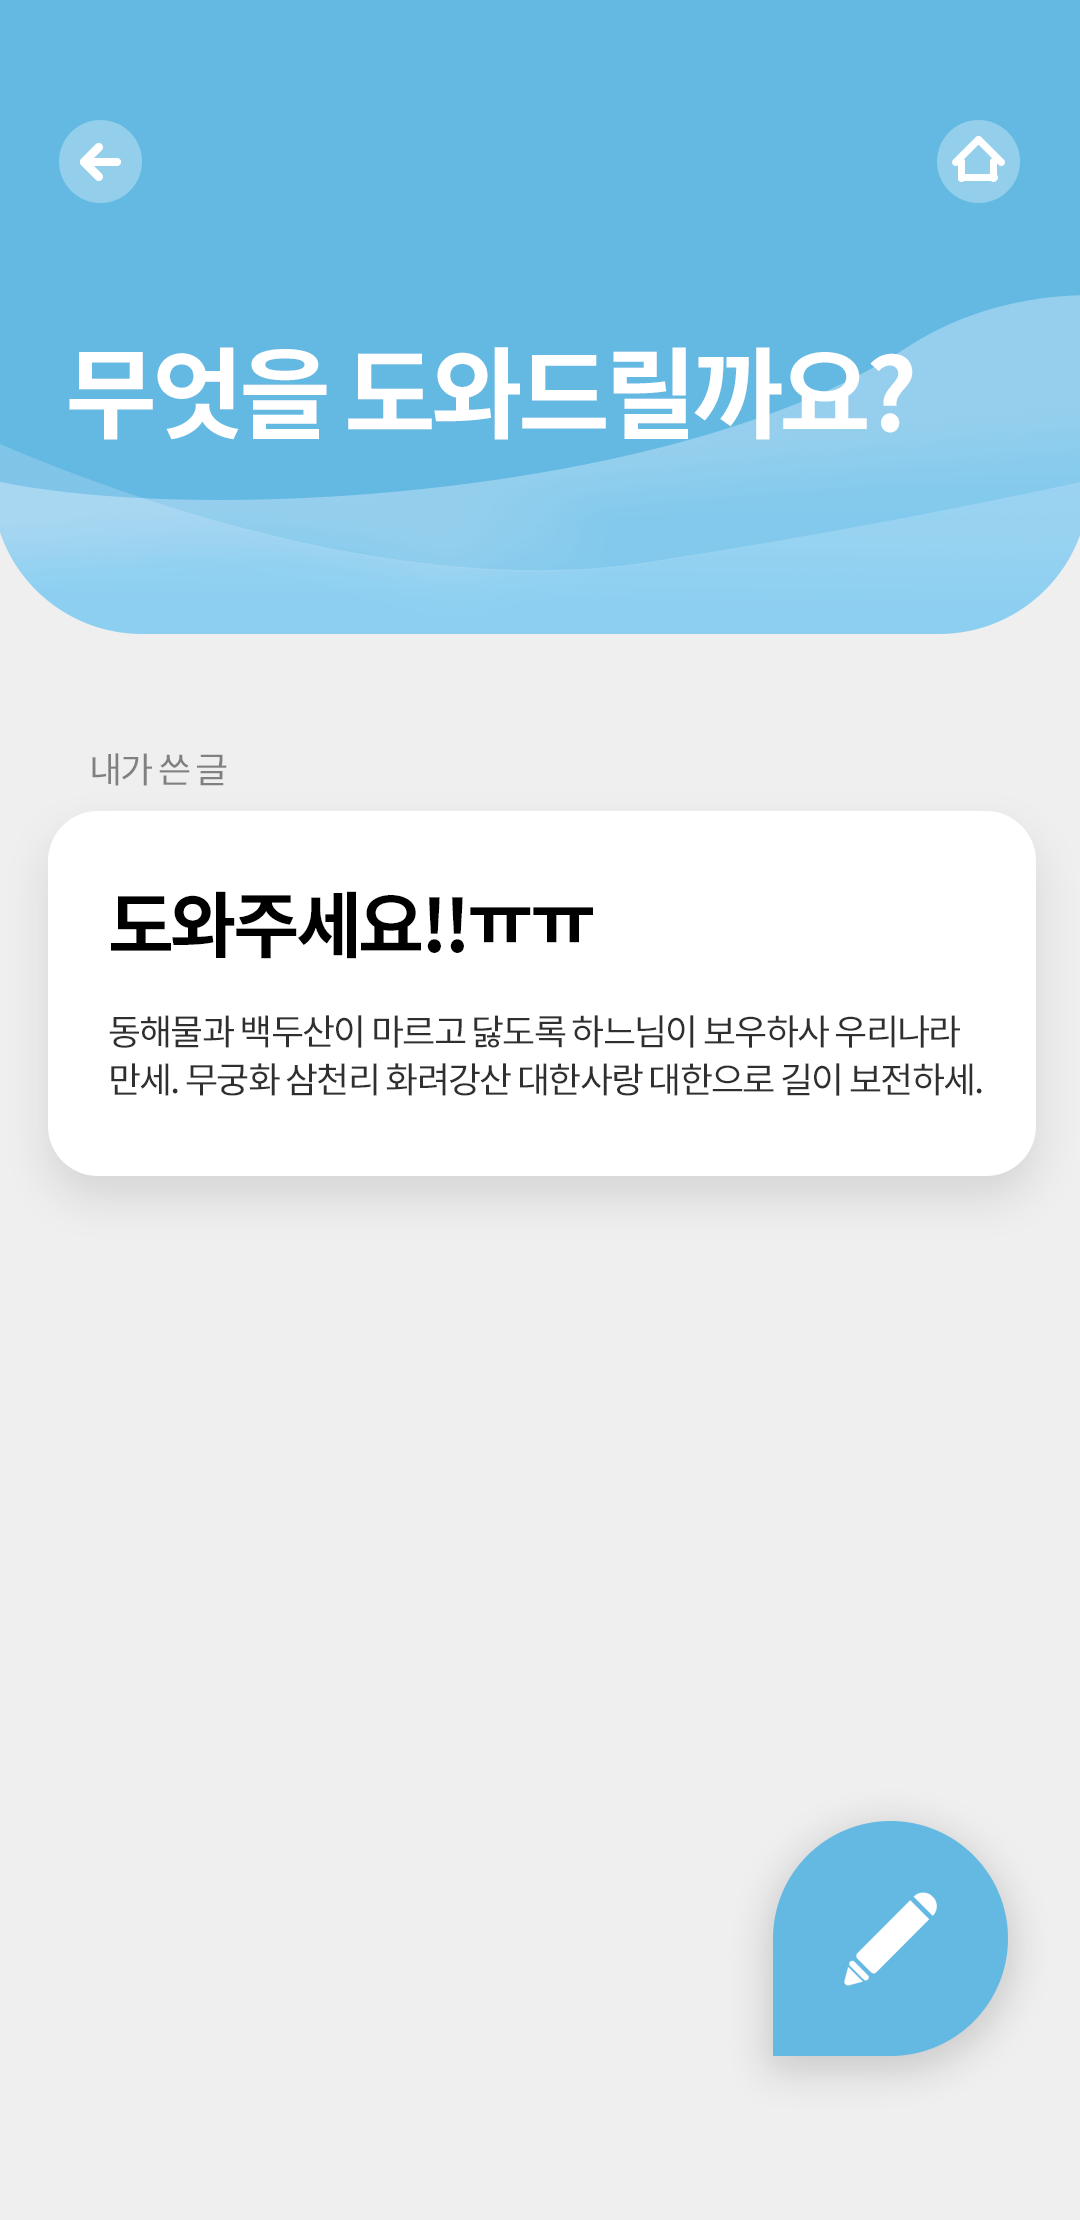 무엇을 도와드릴까요?
내가 쓴 글
도와주세요!!ㅠㅠ
동해물과 백두산이 마르고 닳도록 하느님이 보우하사 우리나라
만세. 무궁화 삼천리 화려강산 대한사랑 대한으로 길이 보전하세.